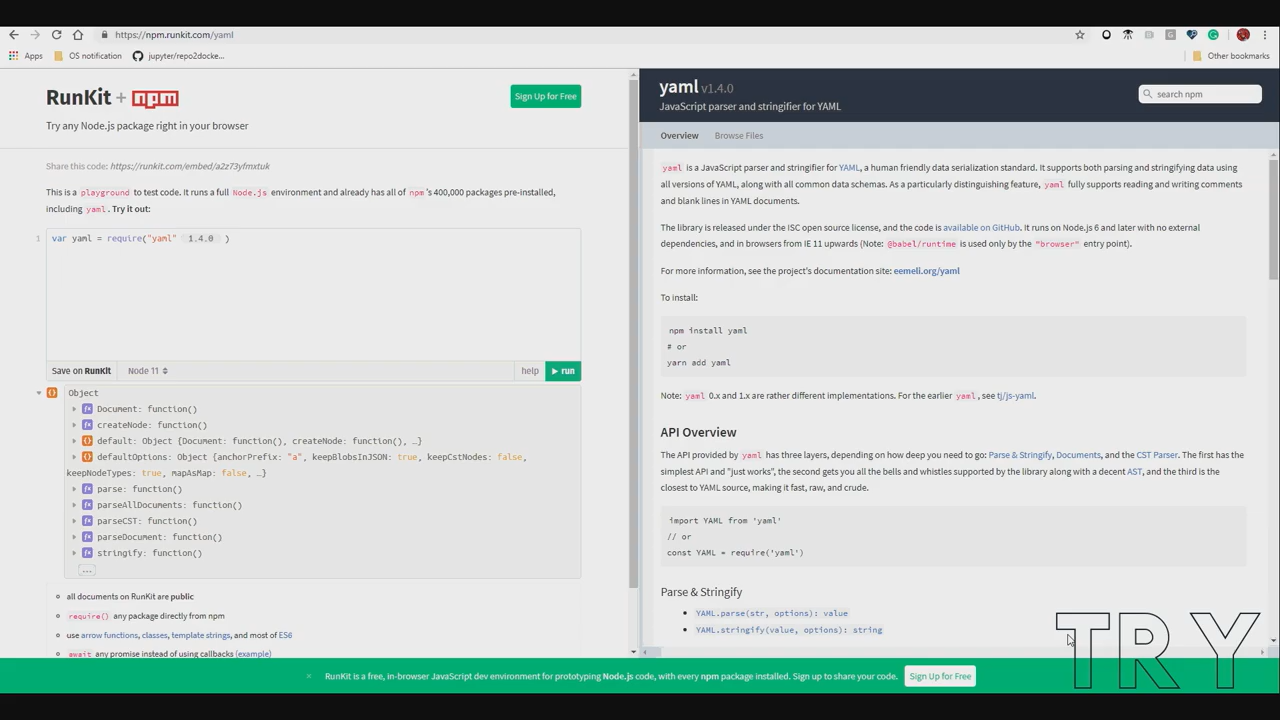 https://npm.runkit.com/yaml
Apps OS notification jupyter/repo2docke... Other bookmarks
RunKit + npm
Sign Up for Free
Try any Node.js package right in your browser
Share this code: https://runkit.com/embed/a2z73yfmxtuk
This is a playground to test code. It runs a full Node.js environment and already has all of npm's 400,000 packages pre-installed,
including yaml. Try it out:
1 var yaml = require("yaml" 1.4.0 )
Save on RunKit Node 11 help run
Object
Document: function()
createNode: function()
default: Object {Document: function(), createNode: function(), …}
defaultOptions: Object {anchorPrefix: "a", keepBlobsInJSON: true, keepCstNodes: false,
keepNodeTypes: true, mapAsMap: false, …}
parse: function()
parseAllDocuments: function()
parseCST: function()
parseDocument: function()
stringify: function()
...
all documents on RunKit are public
require() any package directly from npm
use arrow functions, classes, template strings, and most of ES6
await any promise instead of using callbacks (example)
yaml v1.4.0
JavaScript parser and stringifier for YAML
search npm
Overview Browse Files
yaml is a JavaScript parser and stringifier for YAML, a human friendly data serialization standard. It supports both parsing and stringifying data using
all versions of YAML, along with all common data schemas. As a particularly distinguishing feature, yaml fully supports reading and writing comments
and blank lines in YAML documents.
The library is released under the ISC open source license, and the code is available on GitHub. It runs on Node.js 6 and later with no external
dependencies, and in browsers from IE 11 upwards (Note: @babel/runtime is used only by the "browser" entry point).
For more information, see the project's documentation site: eemeli.org/yaml
To install:
npm install yaml
# or
yarn add yaml
Note: yaml 0.x and 1.x are rather different implementations. For the earlier yaml, see tj/js-yaml.
API Overview
The API provided by yaml has three layers, depending on how deep you need to go: Parse & Stringify, Documents, and the CST Parser. The first has the
simplest API and "just works", the second gets you all the bells and whistles supported by the library along with a decent AST, and the third is the
closest to YAML source, making it fast, raw, and crude.
import YAML from 'yaml'
// or
const YAML = require('yaml')
Parse & Stringify
YAML.parse(str, options): value
YAML.stringify(value, options): string
TRY
× RunKit is a free, in-browser JavaScript dev environment for prototyping Node.js code, with every npm package installed. Sign up to share your code. Sign Up for Free